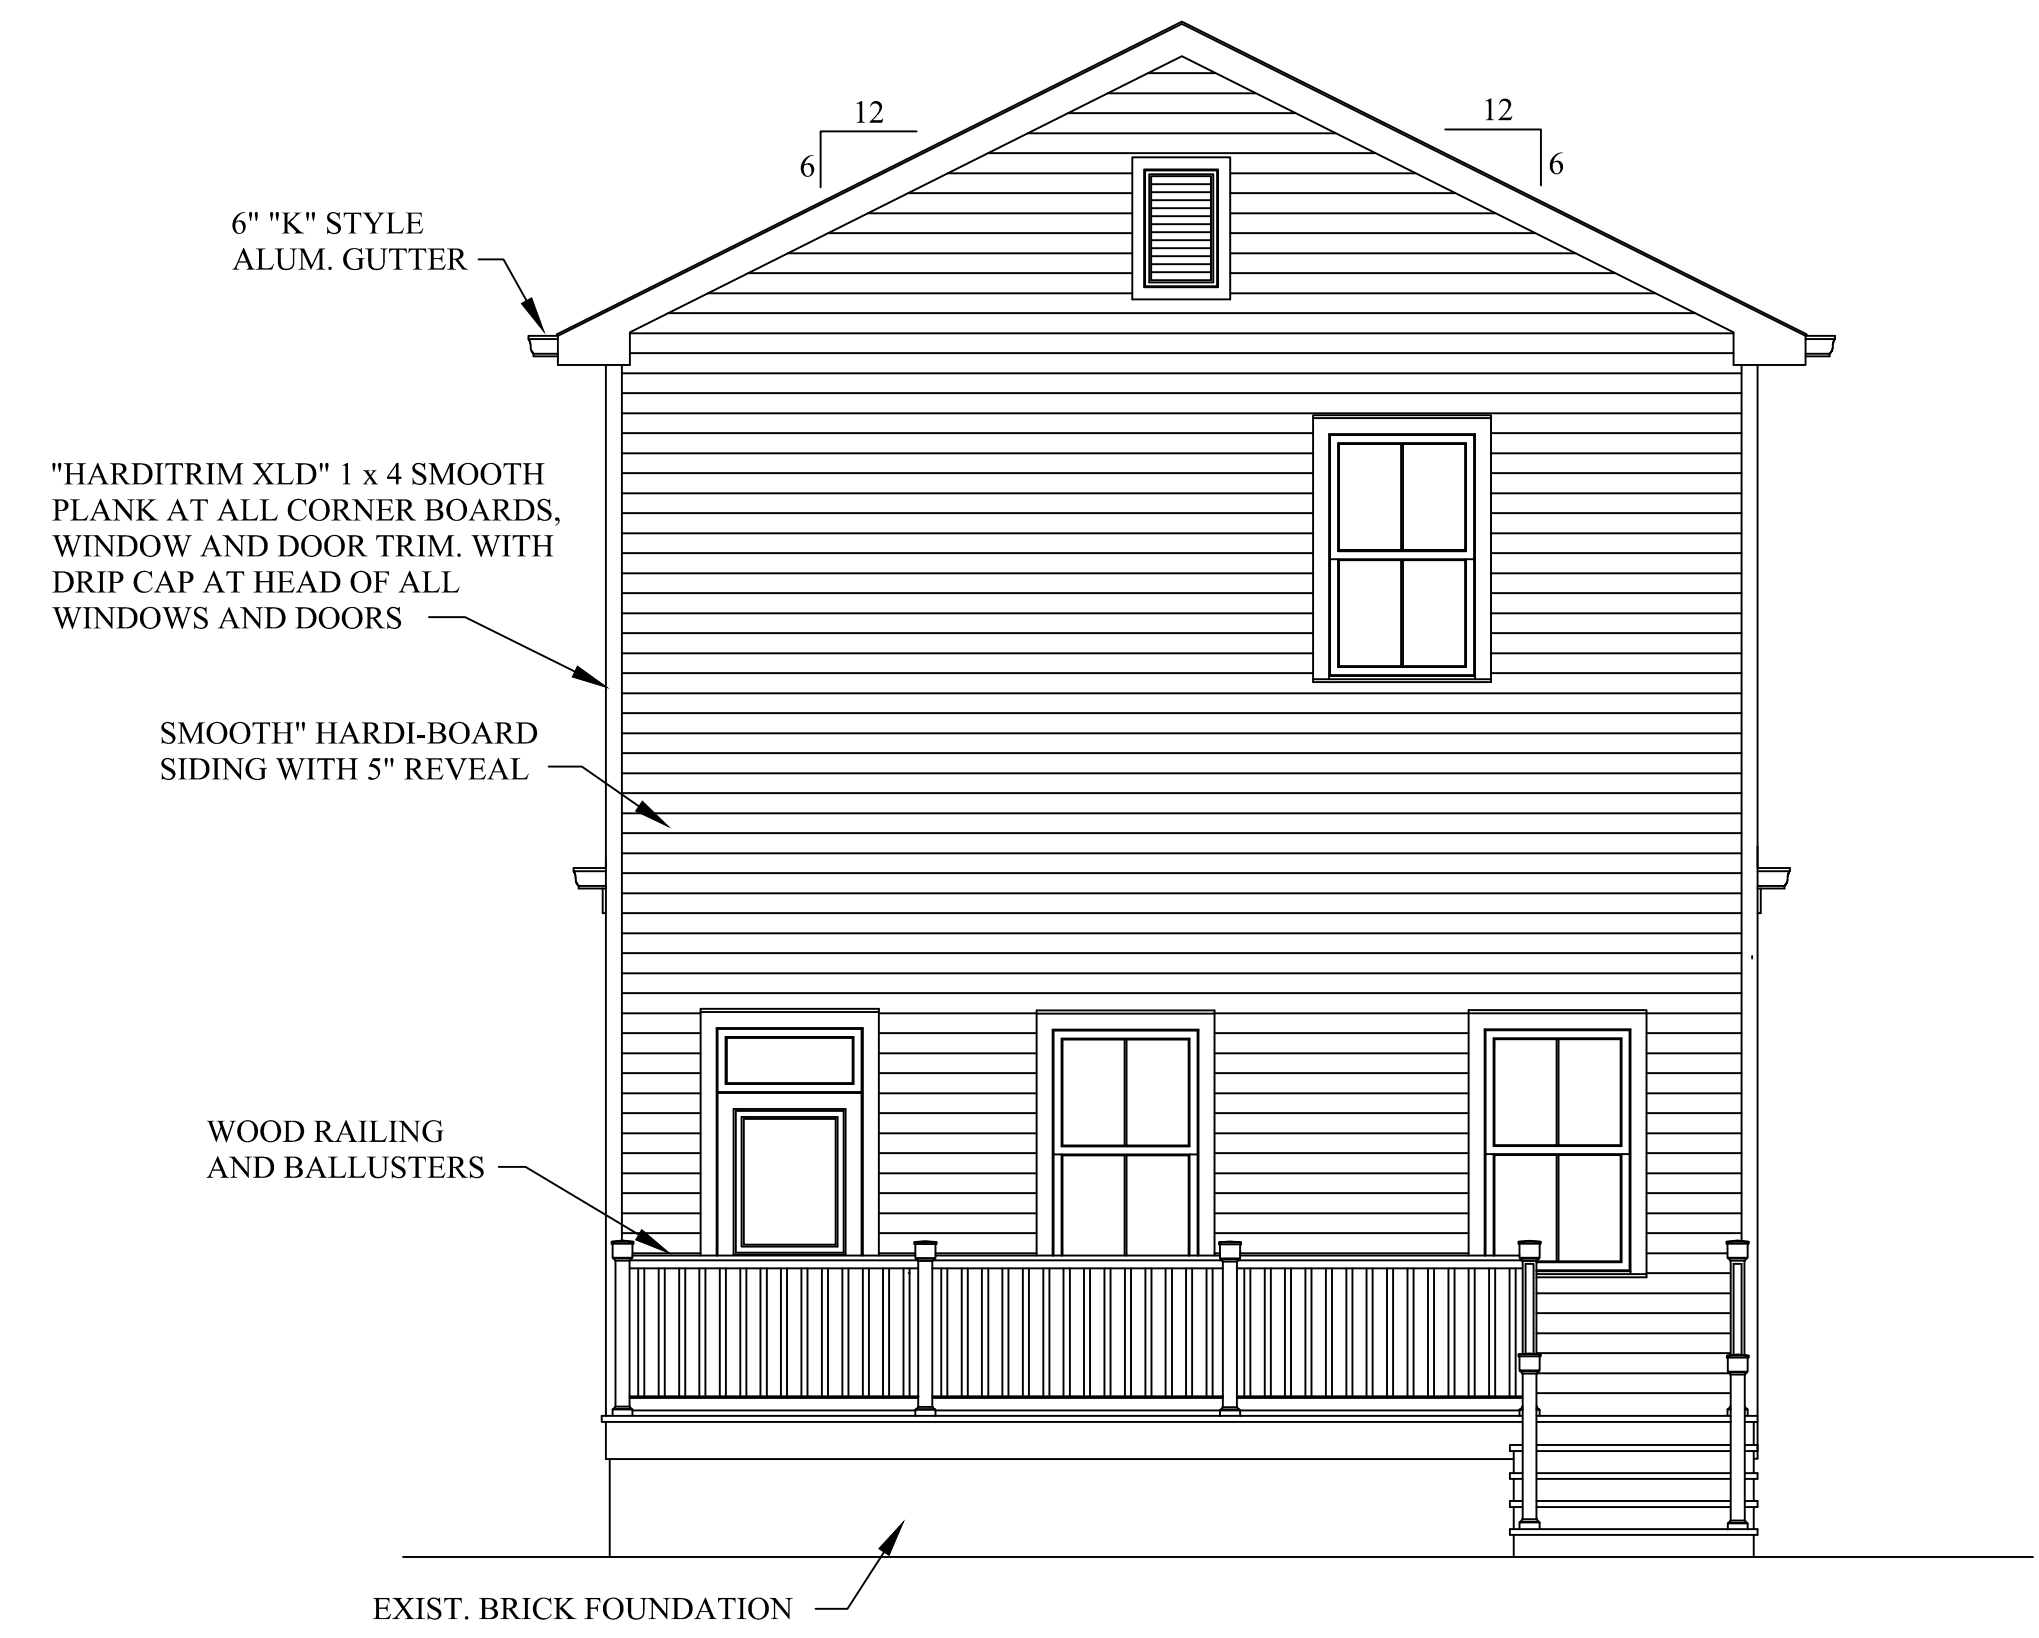 12
12
6
6
6" "K" STYLE
ALUM. GUTTER
"HARDITRIM XLD" 1 x 4 SMOOTH
PLANK AT ALL CORNER BOARDS,
WINDOW AND DOOR TRIM. WITH
DRIP CAP AT HEAD OF ALL
WINDOWS AND DOORS
SMOOTH" HARDI-BOARD
SIDING WITH 5" REVEAL
WOOD RAILING
AND BALLUSTERS
EXIST. BRICK FOUNDATION